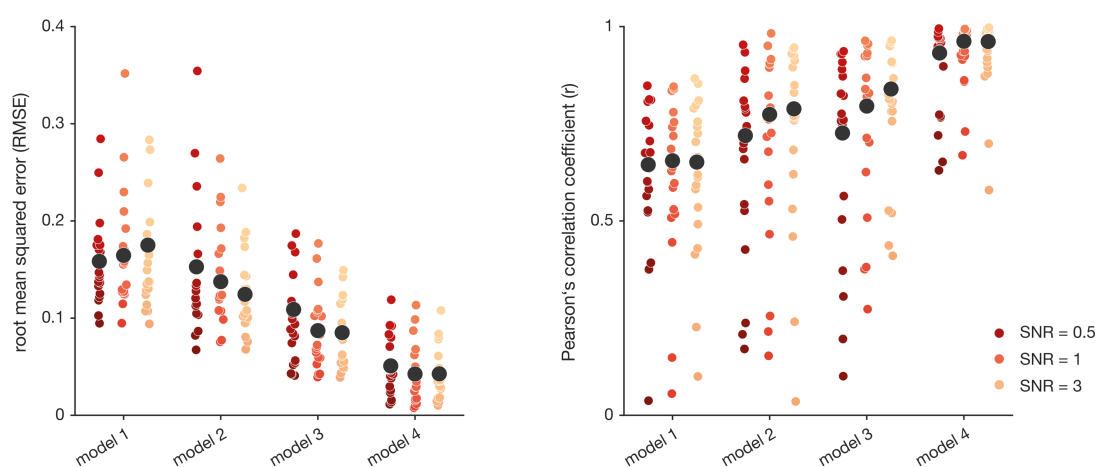 root mean squared error (RMSE)
0.4
0.3
0.2
0.1
0
model 1
model 2
model 3
model 4
Pearson‘s correlation coefficient (r)
1
0.5
0
model 1
model 2
model 3
model 4
SNR = 0.5
SNR = 1
SNR = 3